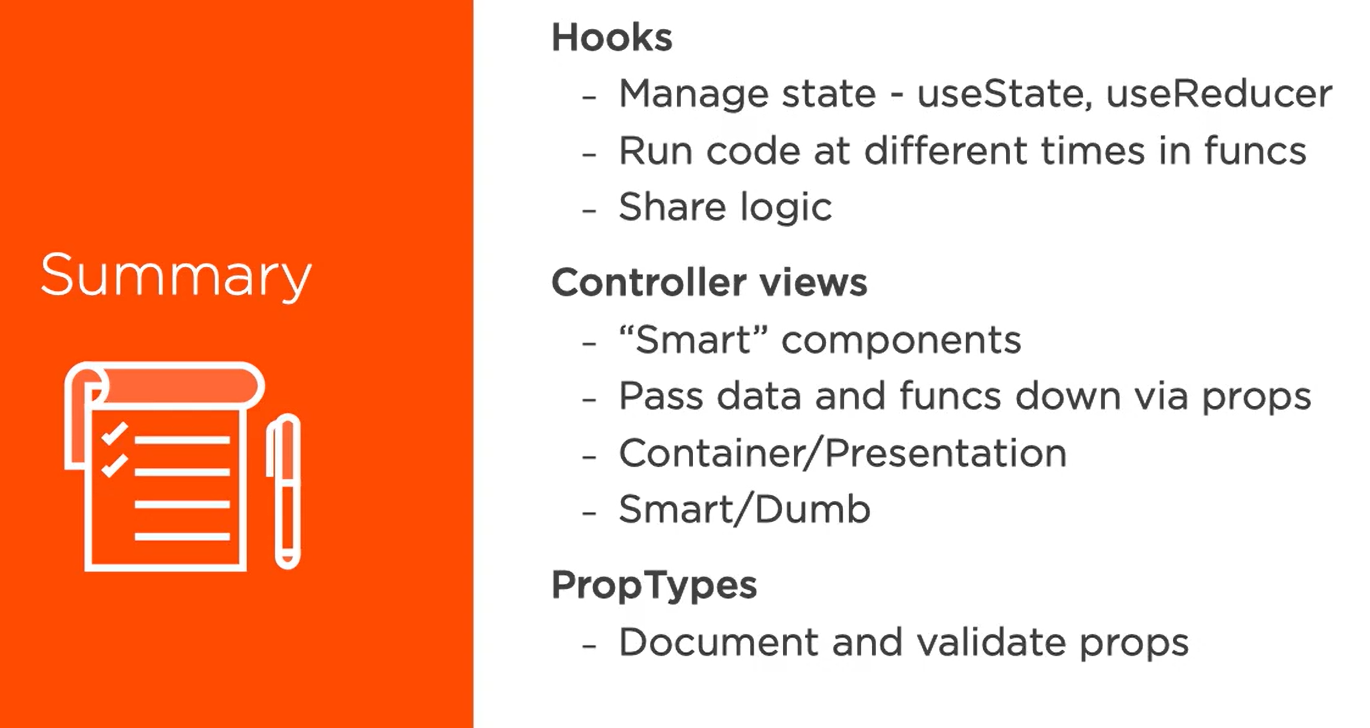 Summary
Hooks
- Manage state - useState, useReducer
- Run code at different times in funcs
- Share logic
Controller views
- “Smart” components
- Pass data and funcs down via props
- Container/Presentation
- Smart/Dumb
PropTypes
- Document and validate props